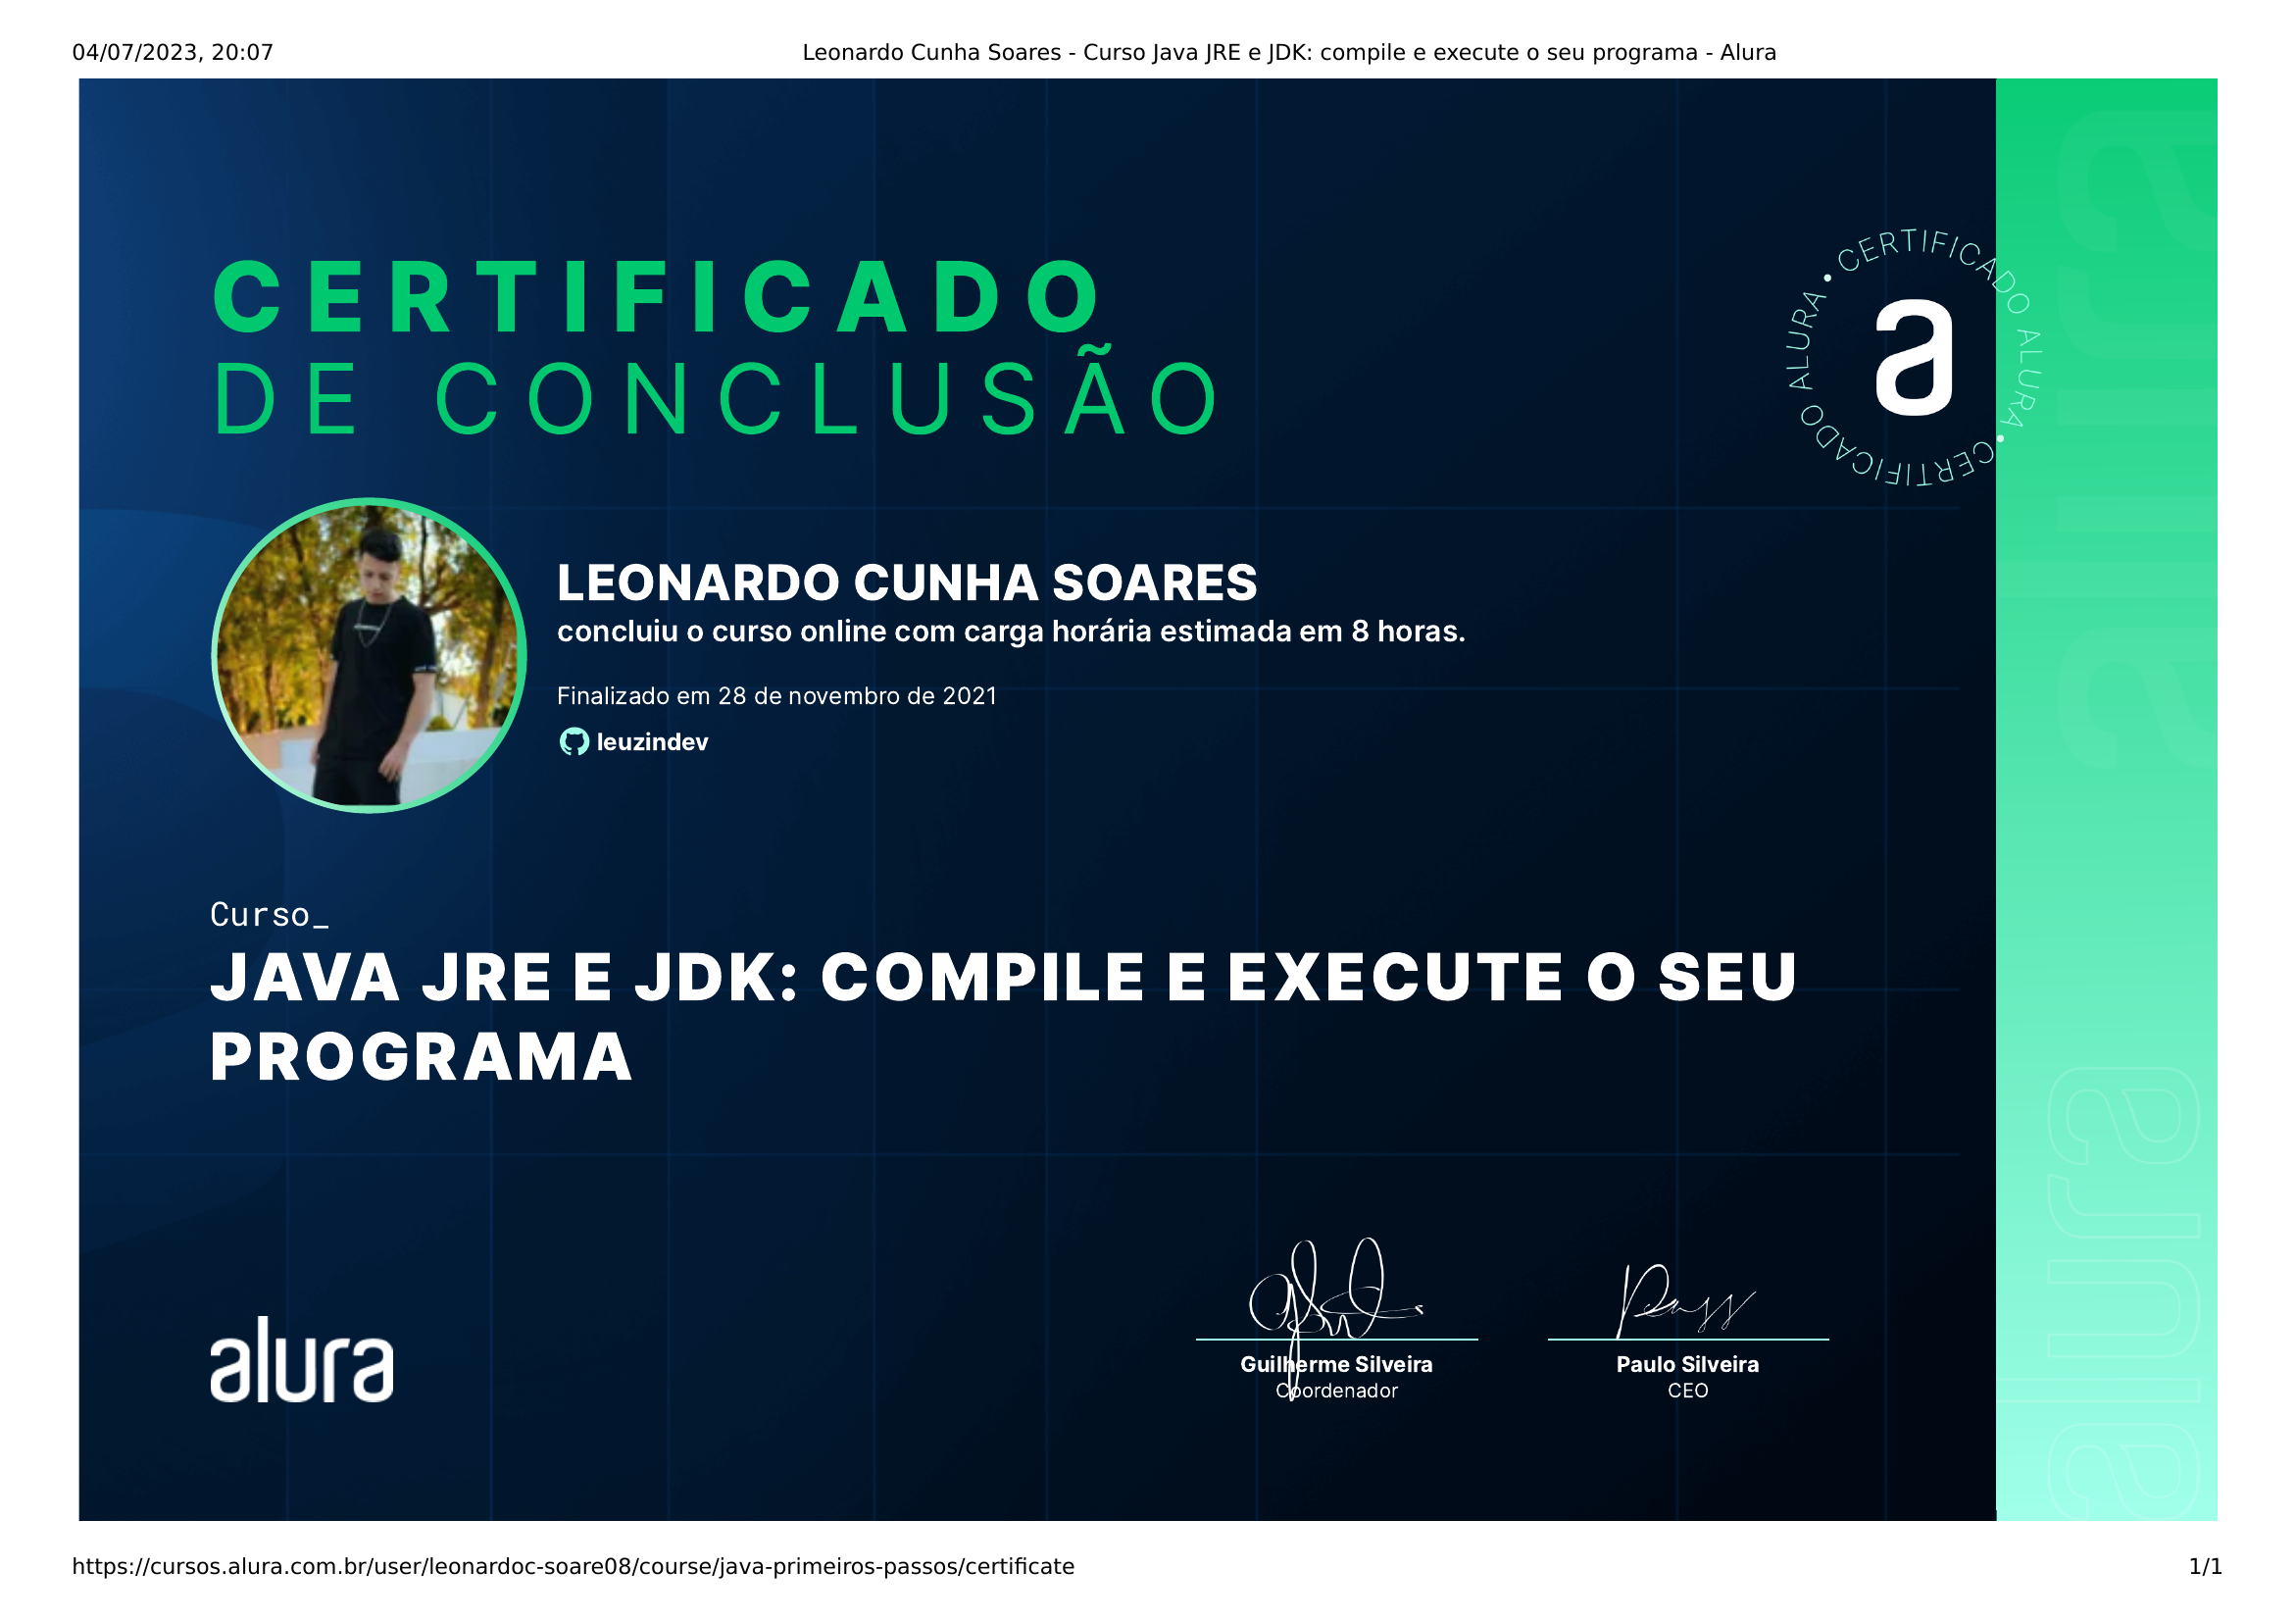 04/07/2023, 20:07
Leonardo Cunha Soares - Curso Java JRE e JDK: compile e execute o seu programa - Alura
CERTIFICADO
DE CONCLUSÃO
CERTIFICADO ALURA • CERTIFICADO ALURA •
a
LEONARDO CUNHA SOARES
concluiu o curso online com carga horária estimada em 8 horas.
Finalizado em 28 de novembro de 2021
leuzindev
Curso_
JAVA JRE E JDK: COMPILE E EXECUTE O SEU
PROGRAMA
alura
Guilherme Silveira
Coordenador
Paulo Silveira
CEO
alura
alura
https://cursos.alura.com.br/user/leonardoc-soare08/course/java-primeiros-passos/certificate
1/1